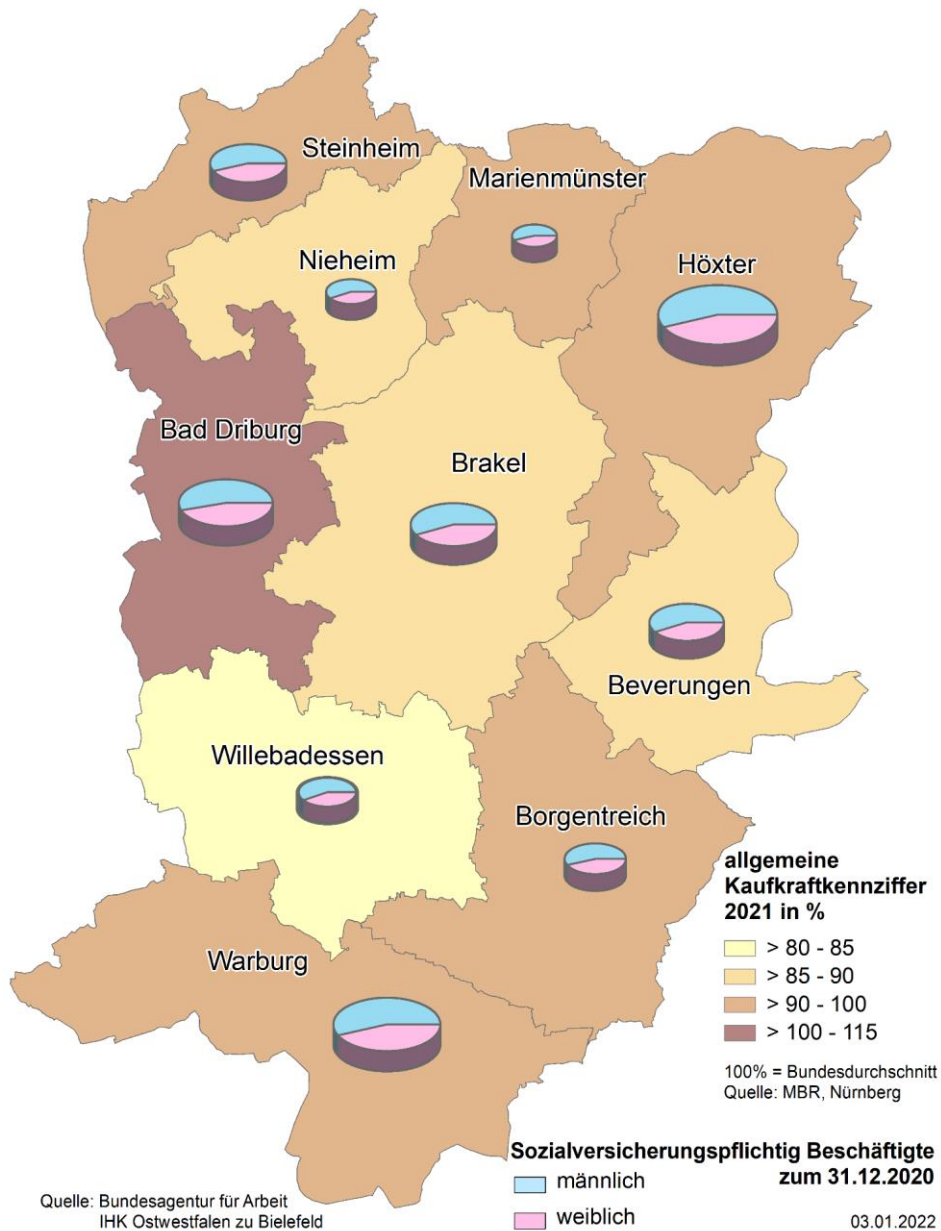 Steinheim
Marienmünster
Nieheim
Höxter
Bad Driburg
Brakel
Beverungen
Willebadessen
Borgentreich
Warburg
allgemeine
Kaufkraftkennziffer
2021 in %
> 80 - 85
> 85 - 90
> 90 - 100
> 100 - 115
100% = Bundesdurchschnitt
Quelle: MBR, Nürnberg
Sozialversicherungspflichtig Beschäftigte
zum 31.12.2020
männlich
weiblich
Quelle: Bundesagentur für Arbeit
IHK Ostwestfalen zu Bielefeld
03.01.2022